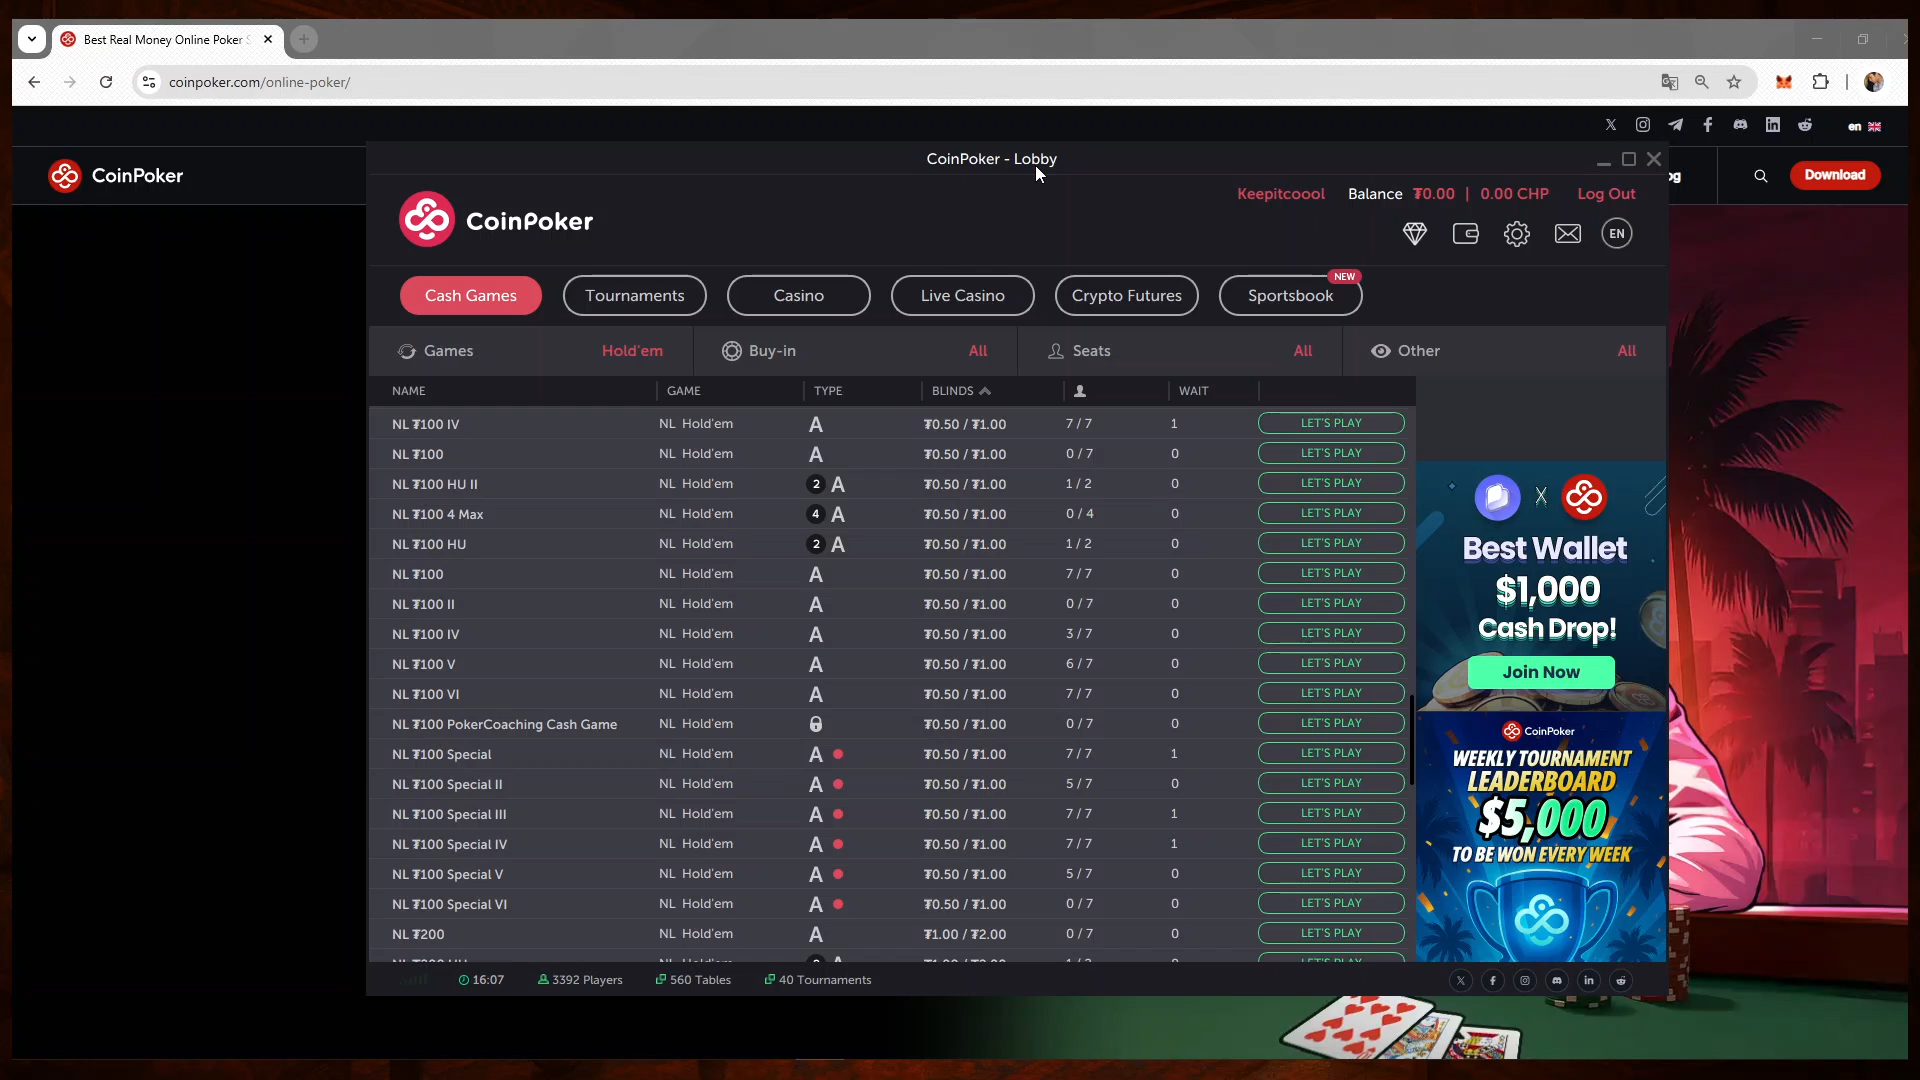 Best Real Money Online Poker
coinpoker.com/online-poker/
en
CoinPoker
Download
CoinPoker - Lobby
Keepitcoool Balance ₮0.00 | 0.00 CHP Log Out
CoinPoker
EN
NEW
Cash Games Tournaments Casino Live Casino Crypto Futures Sportsbook
Games Hold'em Buy-in All Seats All Other All
NAME GAME TYPE BLINDS WAIT
NL ₮100 IV NL Hold'em A ₮0.50 / ₮1.00 7 / 7 1 LET'S PLAY
NL ₮100 NL Hold'em A ₮0.50 / ₮1.00 0 / 7 0 LET'S PLAY
NL ₮100 HU II NL Hold'em 2 A ₮0.50 / ₮1.00 1 / 2 0 LET'S PLAY
NL ₮100 4 Max NL Hold'em 4 A ₮0.50 / ₮1.00 0 / 4 0 LET'S PLAY
NL ₮100 HU NL Hold'em 2 A ₮0.50 / ₮1.00 1 / 2 0 LET'S PLAY
NL ₮100 NL Hold'em A ₮0.50 / ₮1.00 7 / 7 0 LET'S PLAY
NL ₮100 II NL Hold'em A ₮0.50 / ₮1.00 0 / 7 0 LET'S PLAY
NL ₮100 IV NL Hold'em A ₮0.50 / ₮1.00 3 / 7 0 LET'S PLAY
NL ₮100 V NL Hold'em A ₮0.50 / ₮1.00 6 / 7 0 LET'S PLAY
NL ₮100 VI NL Hold'em A ₮0.50 / ₮1.00 7 / 7 0 LET'S PLAY
NL ₮100 PokerCoaching Cash Game NL Hold'em ₮0.50 / ₮1.00 0 / 7 0 LET'S PLAY
NL ₮100 Special NL Hold'em A ₮0.50 / ₮1.00 7 / 7 1 LET'S PLAY
NL ₮100 Special II NL Hold'em A ₮0.50 / ₮1.00 5 / 7 0 LET'S PLAY
NL ₮100 Special III NL Hold'em A ₮0.50 / ₮1.00 7 / 7 1 LET'S PLAY
NL ₮100 Special IV NL Hold'em A ₮0.50 / ₮1.00 7 / 7 1 LET'S PLAY
NL ₮100 Special V NL Hold'em A ₮0.50 / ₮1.00 5 / 7 0 LET'S PLAY
NL ₮100 Special VI NL Hold'em A ₮0.50 / ₮1.00 0 / 7 0 LET'S PLAY
NL ₮200 NL Hold'em A ₮1.00 / ₮2.00 0 / 7 0 LET'S PLAY
X
Best Wallet
$1,000
Cash Drop!
Join Now
CoinPoker
WEEKLY TOURNAMENT
LEADERBOARD
$5,000
TO BE WON EVERY WEEK
16:07 3392 Players 560 Tables 40 Tournaments